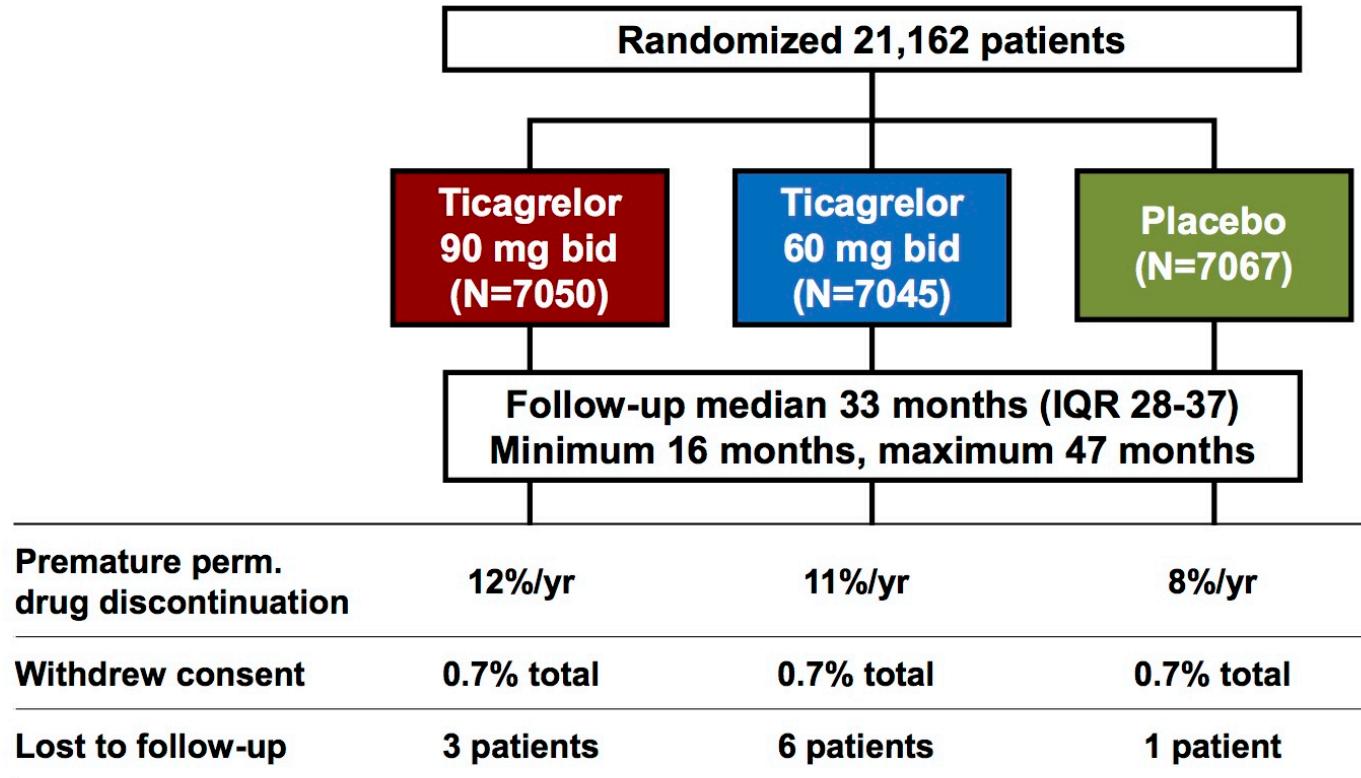 Randomized 21,162 patients
Ticagrelor
90 mg bid
(N=7050)
Ticagrelor
60 mg bid
(N=7045)
Placebo
(N=7067)
Follow-up median 33 months (IQR 28-37)
Minimum 16 months, maximum 47 months
Premature perm.
drug discontinuation
12%/yr
11%/yr
8%/yr
Withdrew consent
0.7% total
0.7% total
0.7% total
Lost to follow-up
3 patients
6 patients
1 patient